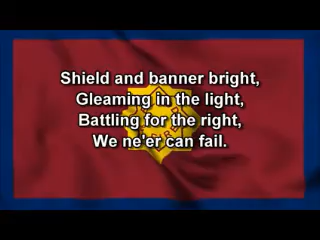 Shield and banner bright,
Gleaming in the light,
Battling for the right,
We ne'er can fail.